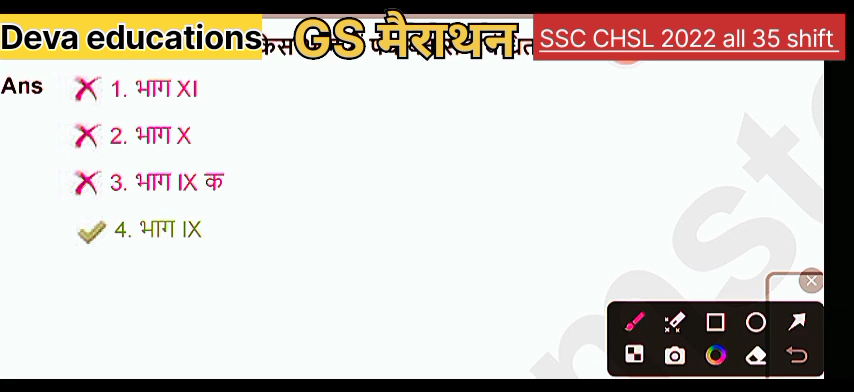 Deva educations
GS मैराथन
SSC CHSL 2022 all 35 shift
Ans
1. भाग XI
2. भाग X
3. भाग IX क
4. भाग IX